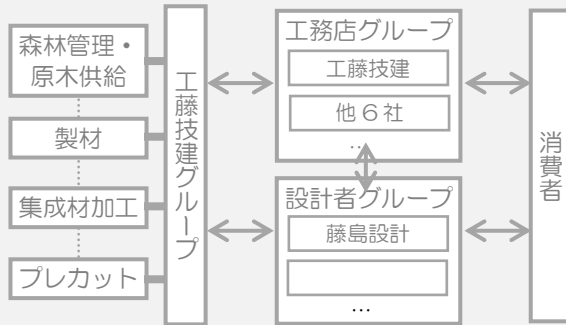 森林管理・
原木供給
製材
集成材加工
プレカット
工藤技建グループ
工務店グループ
工藤技建
他6社
…
設計者グループ
藤島設計
…
消費者